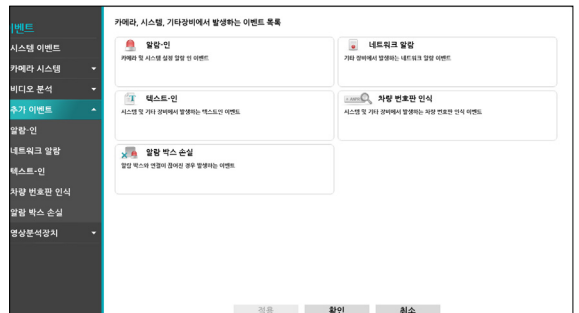 이벤트
시스템 이벤트
카메라 시스템
비디오 분석
추가 이벤트
알람-인
네트워크 알람
텍스트-인
차량 번호판 인식
알람 박스 손실
영상분석장치
카메라, 시스템, 기타장비에서 발생하는 이벤트 목록
알람-인
카메라 및 시스템 설정 알람 인 이벤트
네트워크 알람
기타 장비에서 발생하는 네트워크 알람 이벤트
텍스트-인
시스템 및 기타 장비에서 발생하는 텍스트인 이벤트
차량 번호판 인식
시스템 및 기타 장비에서 발생하는 차량 번호판 인식 이벤트
알람 박스 손실
알람 박스와 연결이 끊어진 경우 발생하는 이벤트
적용
확인
취소